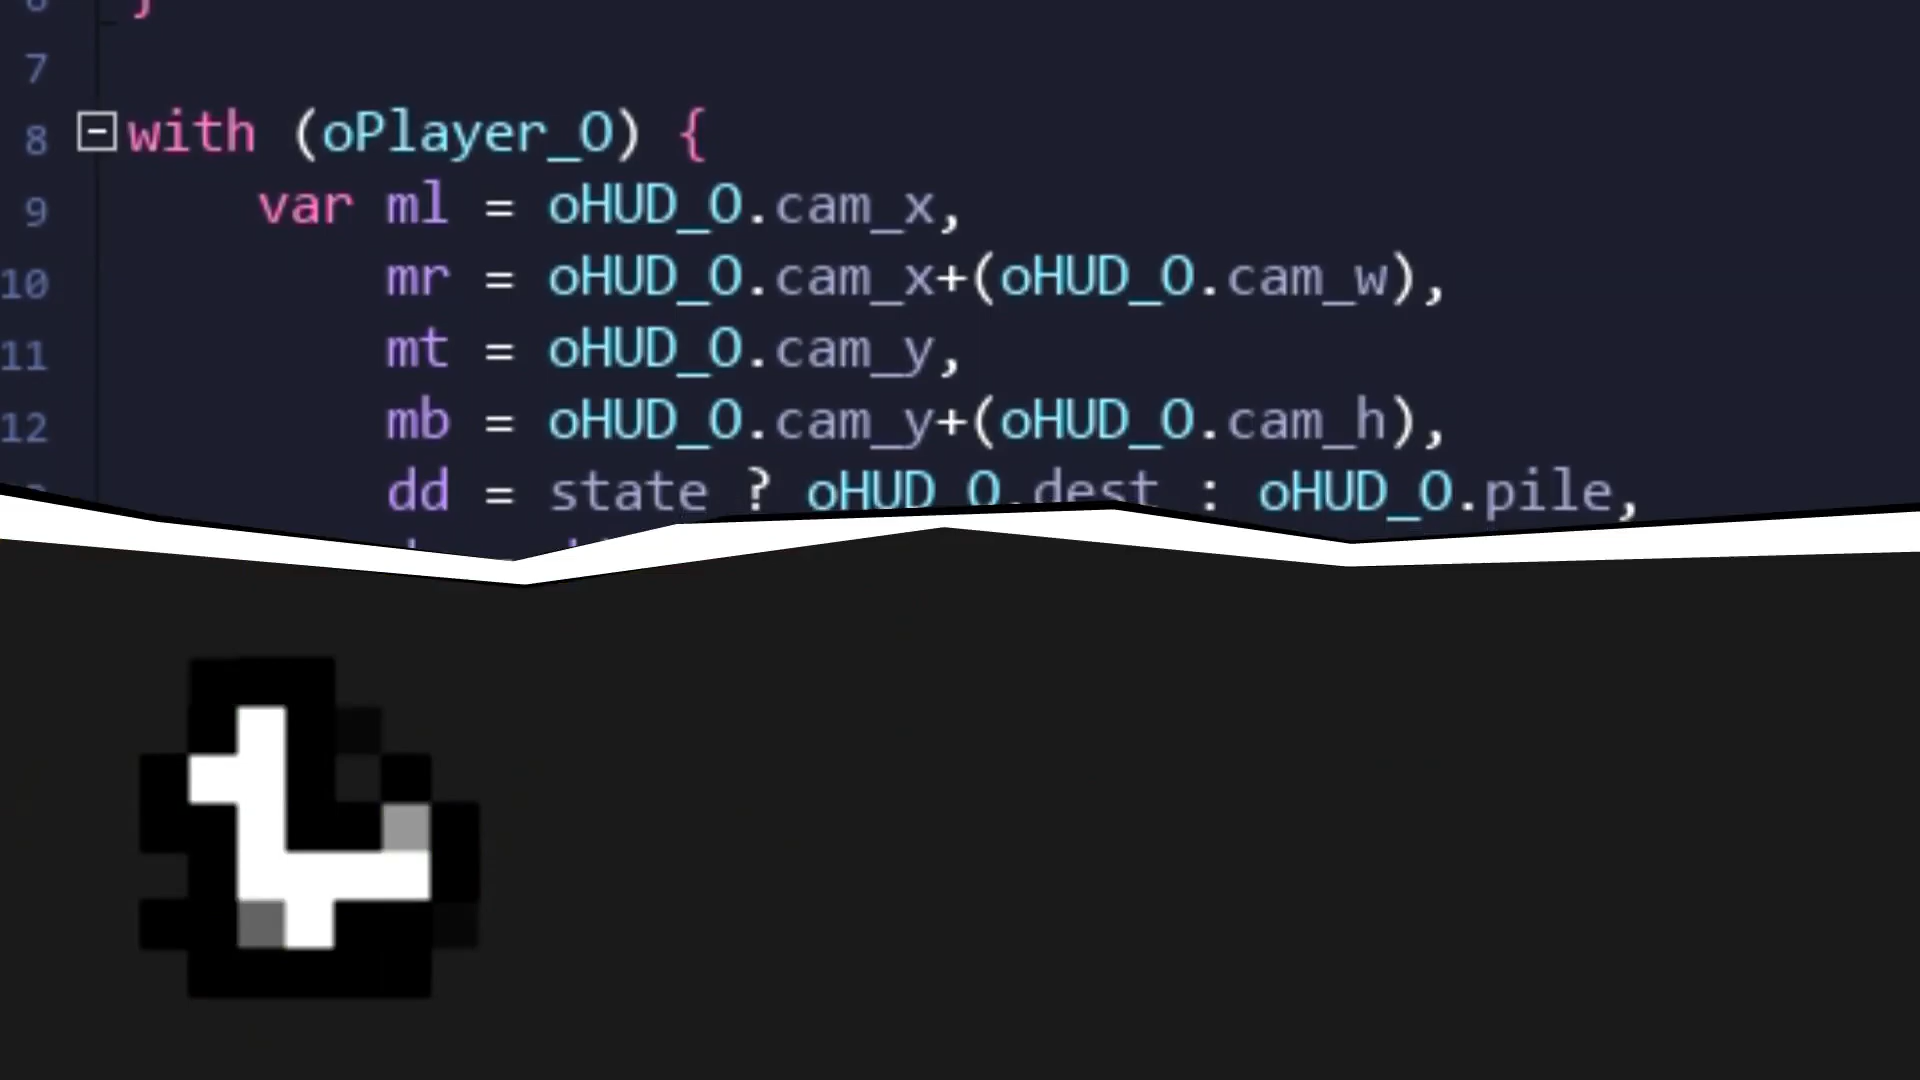 6 }
7
8 with (oPlayer_O) {
9 var ml = oHUD_O.cam_x,
10 mr = oHUD_O.cam_x+(oHUD_O.cam_w),
11 mt = oHUD_O.cam_y,
12 mb = oHUD_O.cam_y+(oHUD_O.cam_h),
dd = state ? oHUD_O.dest : oHUD_O.pile,